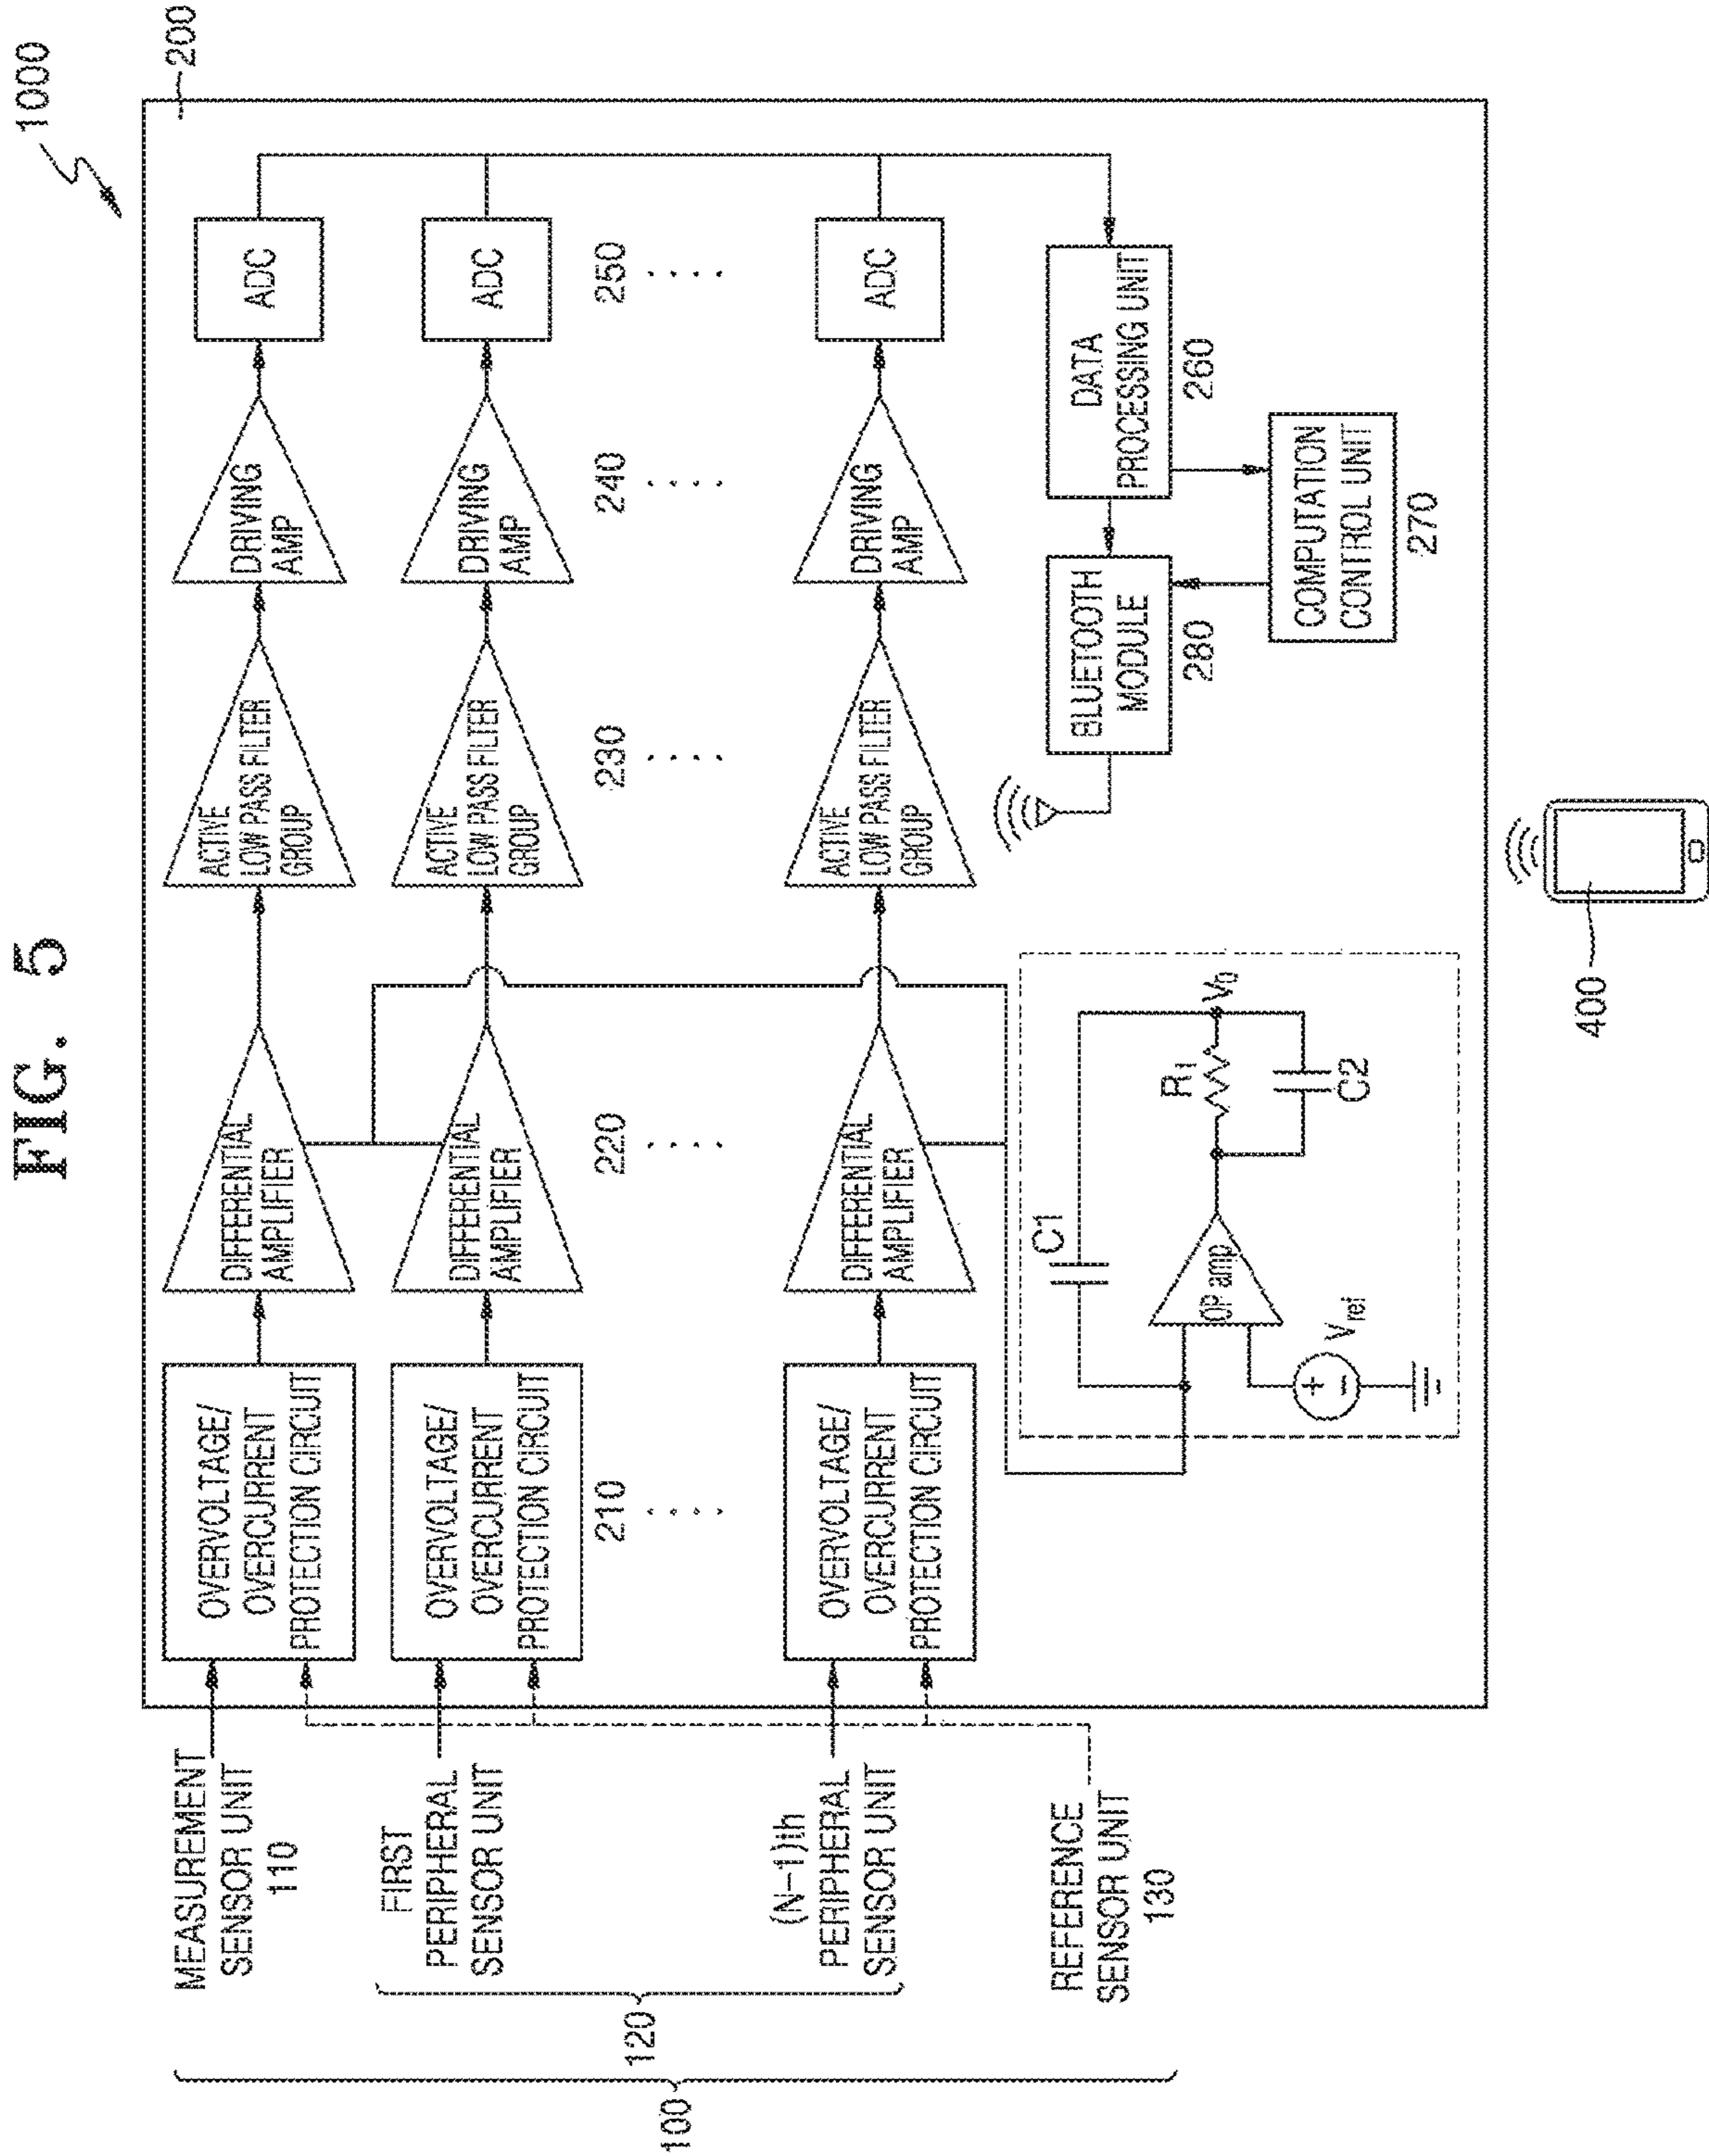 FIG. 5
1000
200
MEASUREMENT
SENSOR UNIT
110
OVERVOLTAGE/
OVERCURRENT
PROTECTION CIRCUIT
DIFFERENTIAL
AMPLIFIER
ACTIVE
LOW PASS FILTER
GROUP
DRIVING
AMP
ADC
FIRST
PERIPHERAL
SENSOR UNIT
OVERVOLTAGE/
OVERCURRENT
PROTECTION CIRCUIT
DIFFERENTIAL
AMPLIFIER
ACTIVE
LOW PASS FILTER
GROUP
DRIVING
AMP
ADC
120
210
220
230
240
250
100
(N-1)th
PERIPHERAL
SENSOR UNIT
OVERVOLTAGE/
OVERCURRENT
PROTECTION CIRCUIT
DIFFERENTIAL
AMPLIFIER
ACTIVE
LOW PASS FILTER
GROUP
DRIVING
AMP
ADC
REFERENCE
SENSOR UNIT
130
C1
R1
V0
OP amp
C2
Vref
BLUETOOTH
MODULE
280
DATA
PROCESSING UNIT
260
COMPUTATION
CONTROL UNIT
270
400